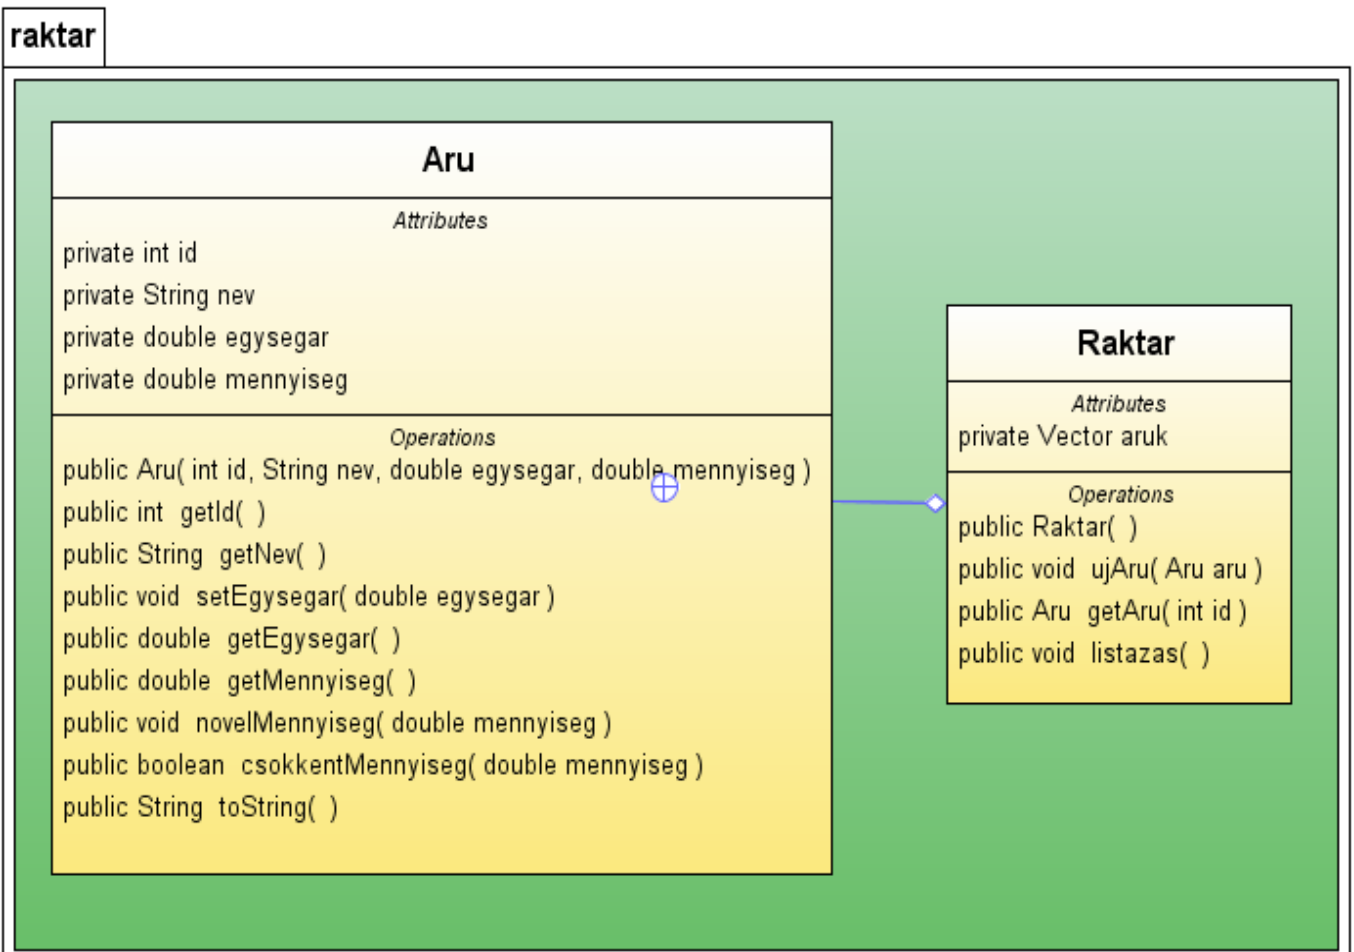 raktar
Aru
Attributes
private int id
private String nev
private double egysegar
private double mennyiseg
Operations
public Aru( int id, String nev, double egysegar, double mennyiseg )
public int getId( )
public String getNev( )
public void setEgysegar( double egysegar )
public double getEgysegar( )
public double getMennyiseg( )
public void novelMennyiseg( double mennyiseg )
public boolean csokkentMennyiseg( double mennyiseg )
public String toString( )
Raktar
Attributes
private Vector aruk
Operations
public Raktar( )
public void ujAru( Aru aru )
public Aru getAru( int id )
public void listazas( )